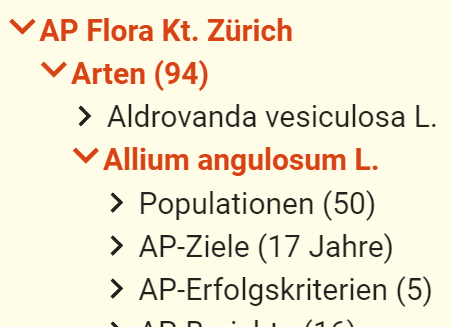 AP Flora Kt. Zürich
Arten (94)
Aldrovanda vesiculosa L.
Allium angulosum L.
Populationen (50)
AP-Ziele (17 Jahre)
AP-Erfolgskriterien (5)